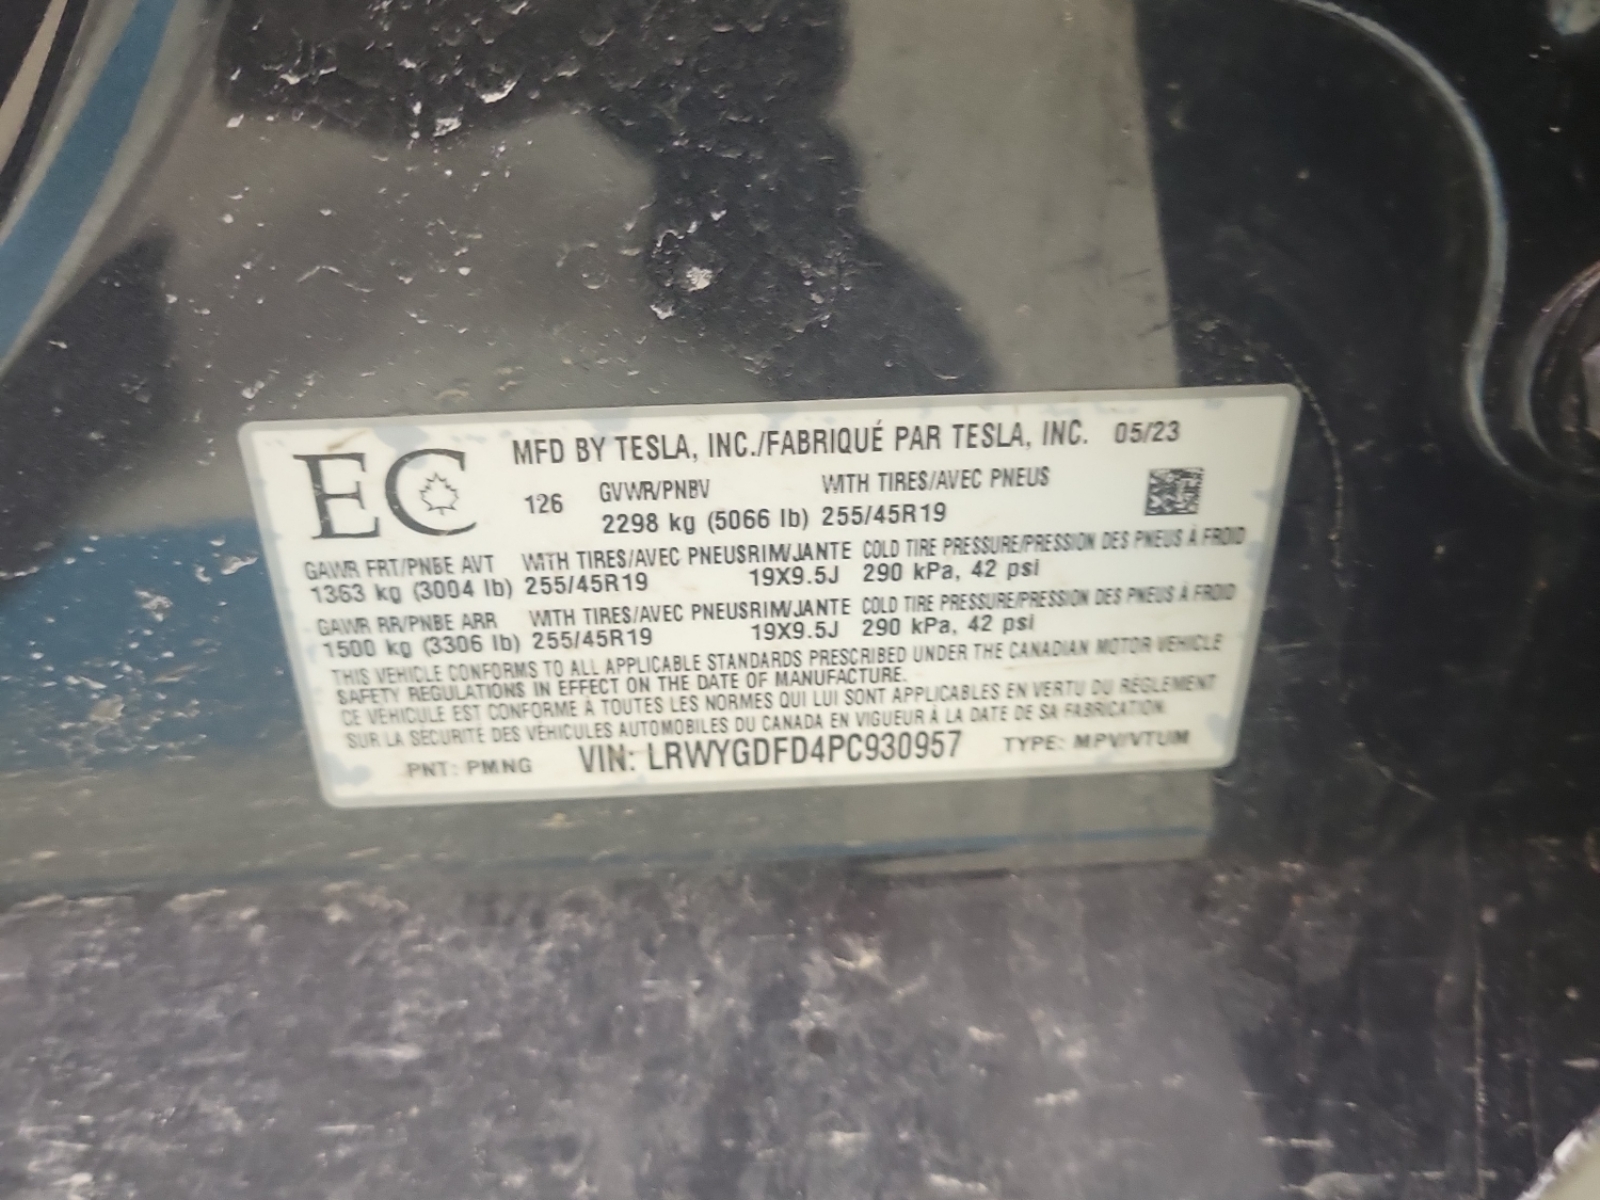 EC
MFD BY TESLA, INC./FABRIQUÉ PAR TESLA, INC. 05/23
126 GVWR/PNBV WITH TIRES/AVEC PNEUS
2298 kg (5066 lb) 255/45R19
GAWR FRT/PNBE AVT WITH TIRES/AVEC PNEUS RIM/JANTE COLD TIRE PRESSURE/PRESSION DES PNEUS À FROID
1363 kg (3004 lb) 255/45R19 19X9.5J 290 kPa, 42 psi
GAWR RR/PNBE ARR WITH TIRES/AVEC PNEUS RIM/JANTE COLD TIRE PRESSURE/PRESSION DES PNEUS À FROID
1500 kg (3306 lb) 255/45R19 19X9.5J 290 kPa, 42 psi
THIS VEHICLE CONFORMS TO ALL APPLICABLE STANDARDS PRESCRIBED UNDER THE CANADIAN MOTOR VEHICLE
SAFETY REGULATIONS IN EFFECT ON THE DATE OF MANUFACTURE.
CE VÉHICULE EST CONFORME À TOUTES LES NORMES QUI LUI SONT APPLICABLES EN VERTU DU RÉGLEMENT
SUR LA SÉCURITÉ DES VÉHICULES AUTOMOBILES DU CANADA EN VIGUEUR À LA DATE DE SA FABRICATION.
PNT: PMNG VIN: LRWYGDFD4PC930957 TYPE: MPV/VTUM